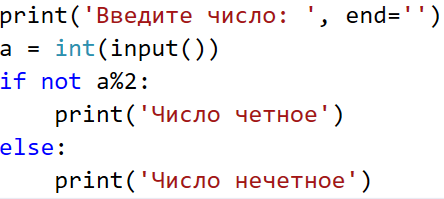 print('Введите число: ', end='')
a = int(input())
if not a%2:
    print('Число четное')
else:
    print('Число нечетное')